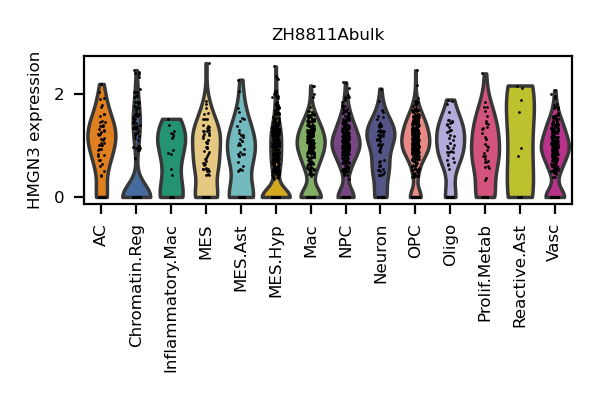 ZH8811Abulk
HMGN3 expression
2
0
AC
Chromatin.Reg
Inflammatory.Mac
MES
MES.Ast
MES.Hyp
Mac
NPC
Neuron
OPC
Oligo
Prolif.Metab
Reactive.Ast
Vasc